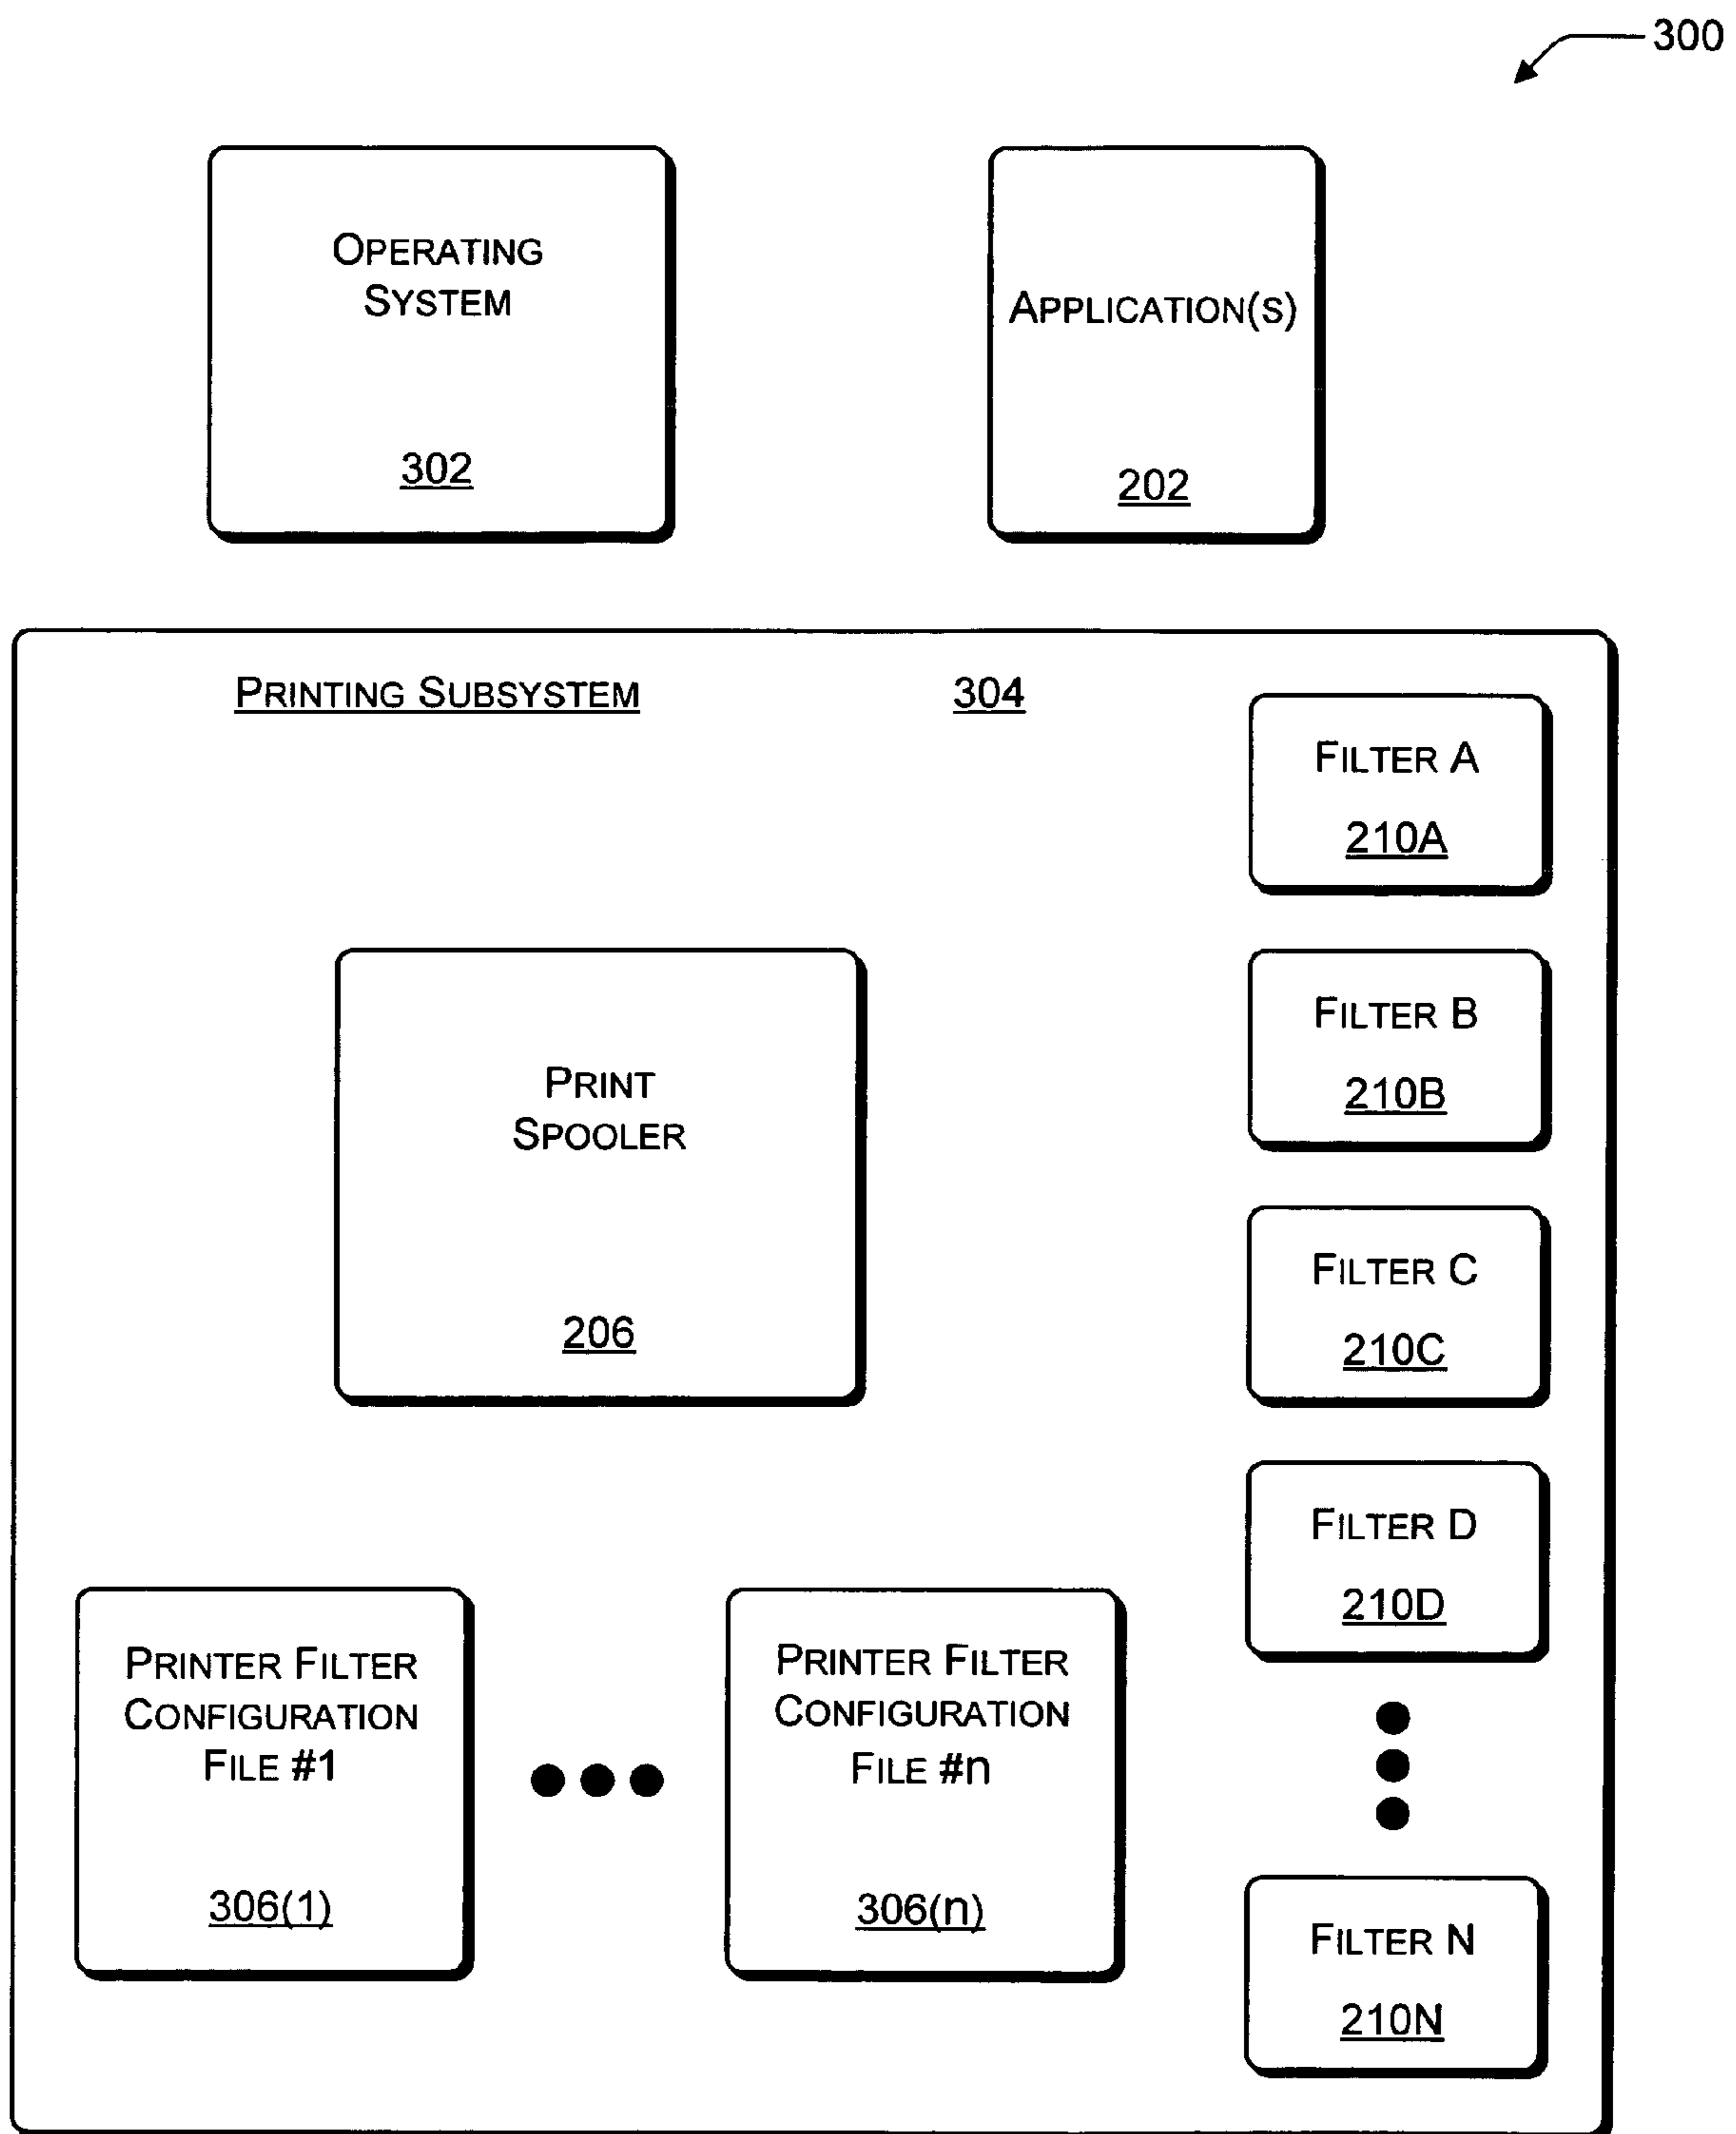 300
OPERATING
SYSTEM
302
APPLICATION(S)
202
PRINTING SUBSYSTEM 304
FILTER A
210A
FILTER B
210B
PRINT
SPOOLER
206
FILTER C
210C
FILTER D
210D
PRINTER FILTER
CONFIGURATION
FILE #1
306(1)
PRINTER FILTER
CONFIGURATION
FILE #n
306(n)
FILTER N
210N